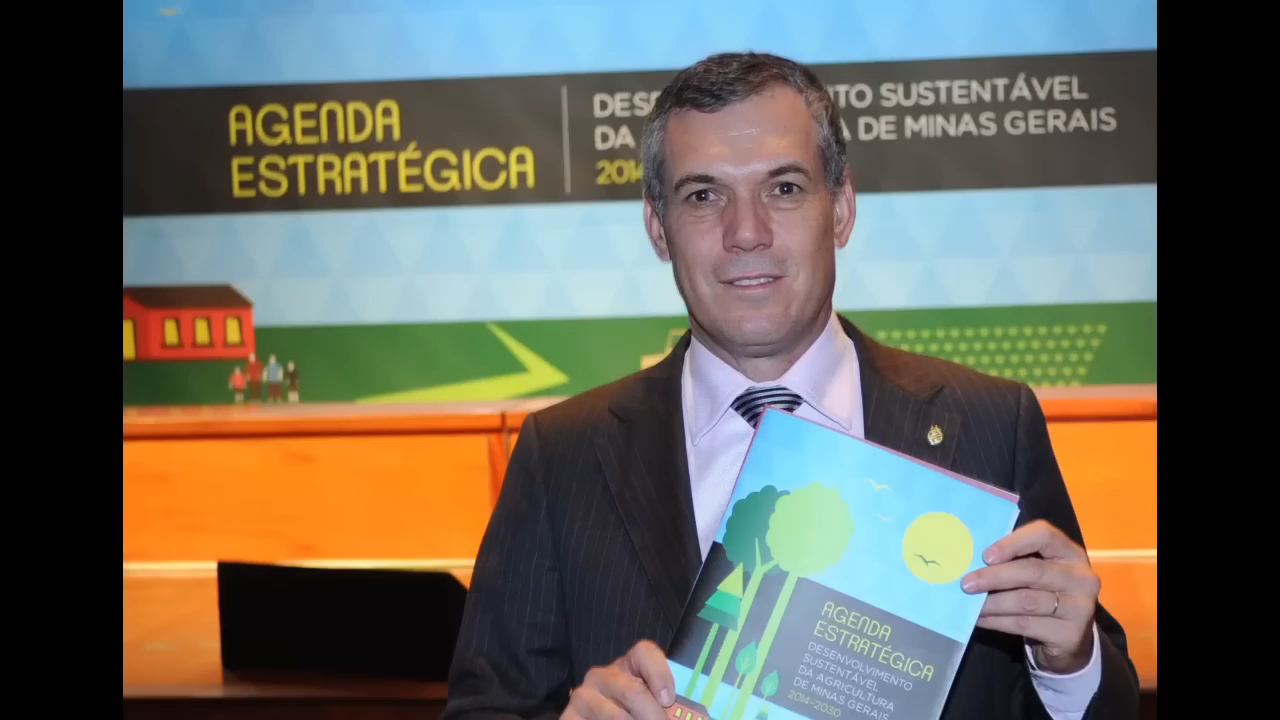 AGENDA
ESTRATÉGICA
DESE TO SUSTENTÁVEL
DA A DE MINAS GERAIS
2014
AGENDA
ESTRATÉGICA
DESENVOLVIMENTO
SUSTENTÁVEL
DA AGRICULTURA
DE MINAS GERAIS
2014-2030